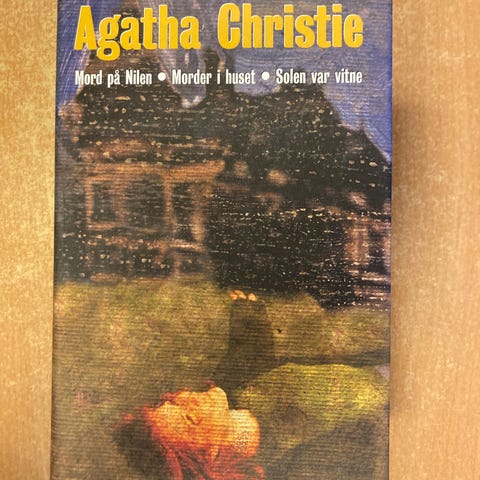 Agatha Christie
Mord på Nilen • Morder i huset • Solen var vitne